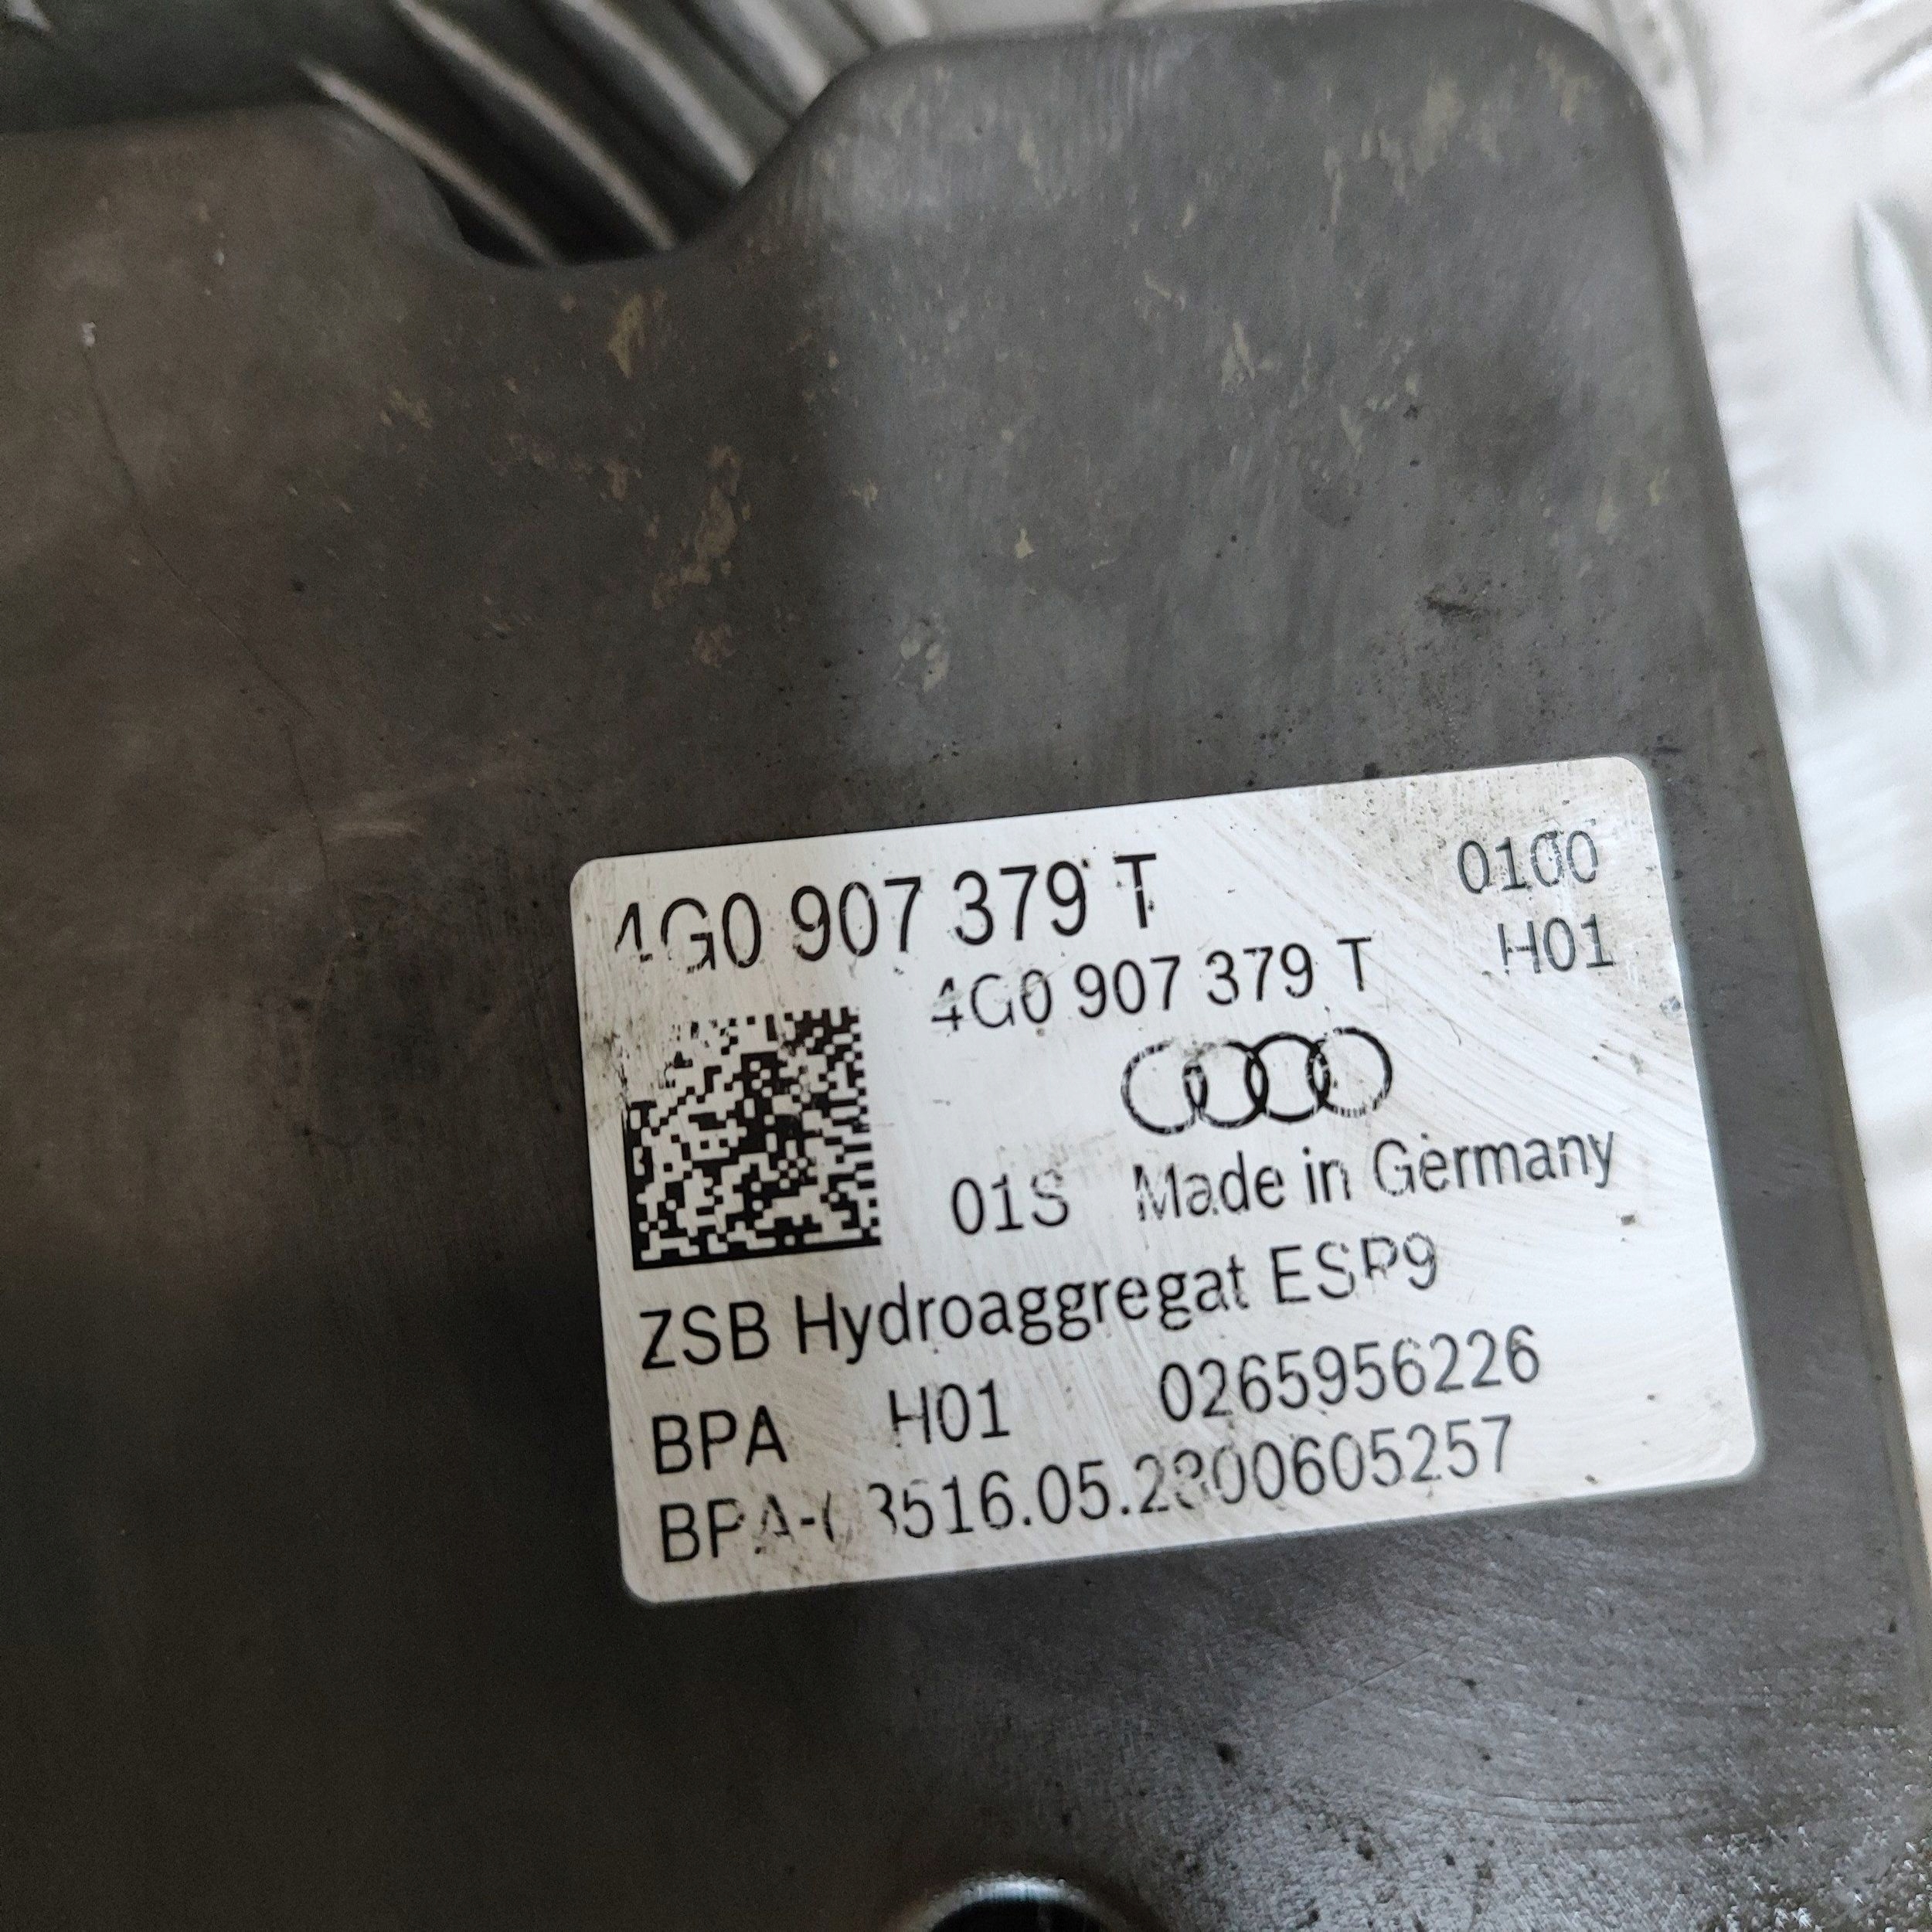 4G0 907 379 T 0100
4G0 907 379 T H01
01S Made in Germany
ZSB Hydroaggregat ESP9
BPA H01 0265956226